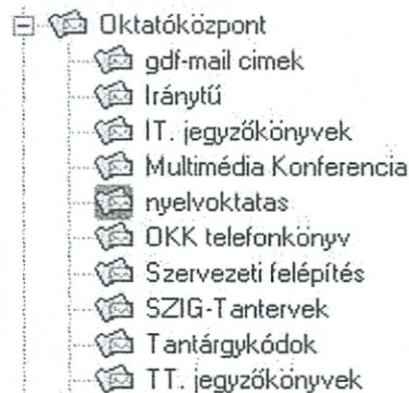 Oktatóközpont
gdf-mail cimek
Iránytű
IT. jegyzőkönyvek
Multimédia Konferencia
nyelvoktatas
OKK telefonkönyv
Szervezeti felépítés
SZIG-Tantervek
Tantárgykódok
TT. jegyzőkönyvek